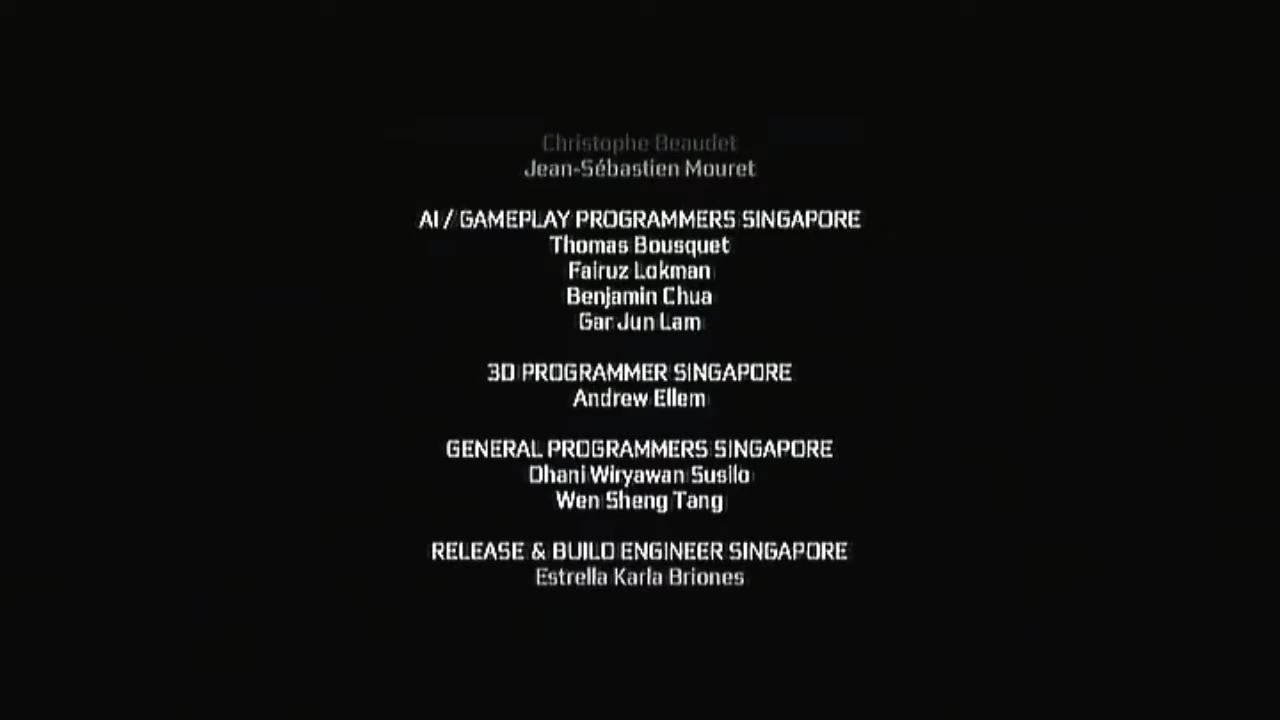 Christophe Beaudet
Jean-Sébastien Mouret
AI / GAMEPLAY PROGRAMMERS SINGAPORE
Thomas Bousquet
Fairuz Lokman
Benjamin Chua
Gar Jun Lam
3D PROGRAMMER SINGAPORE
Andrew Ellem
GENERAL PROGRAMMERS SINGAPORE
Dhani Wiryawan Susilo
Wen Sheng Tang
RELEASE & BUILD ENGINEER SINGAPORE
Estrella Karla Briones